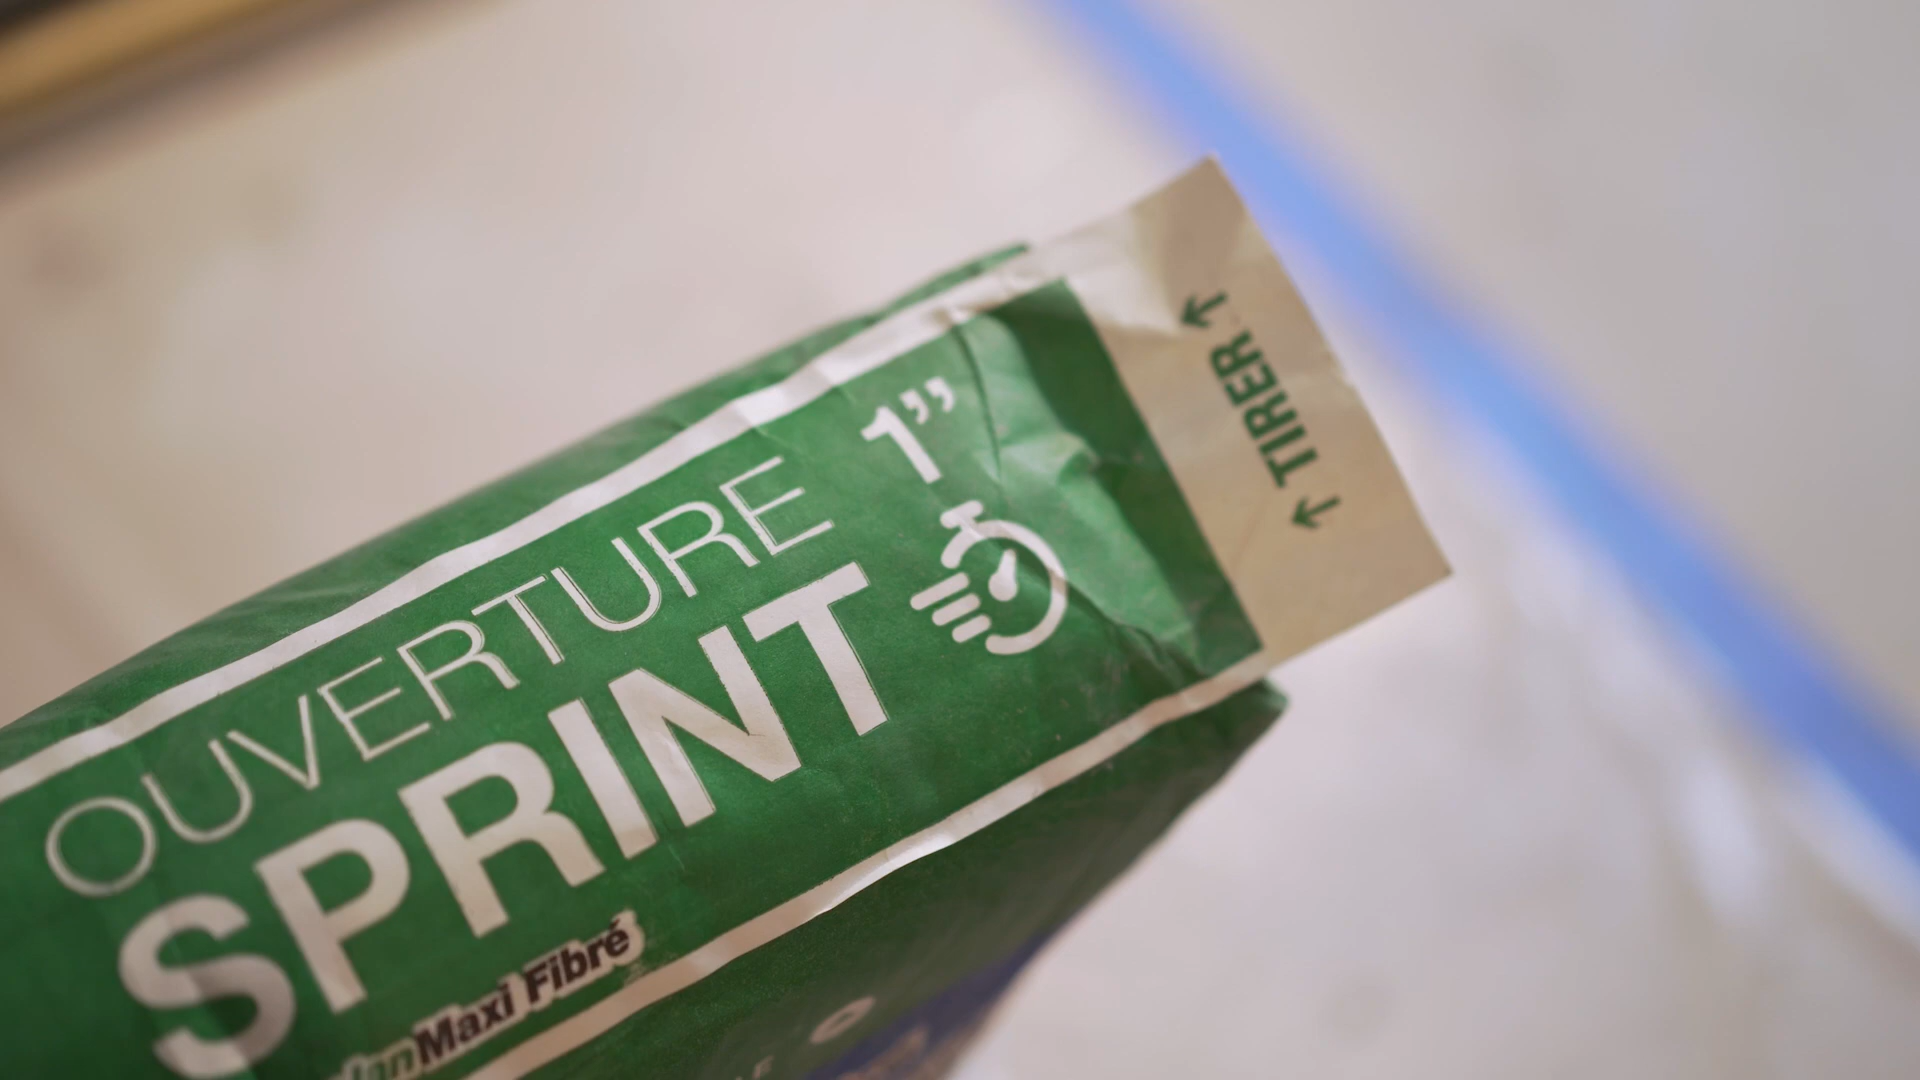 OUVERTURE 1”
SPRINT
Maxi Fibré
↑ TIRER ↑